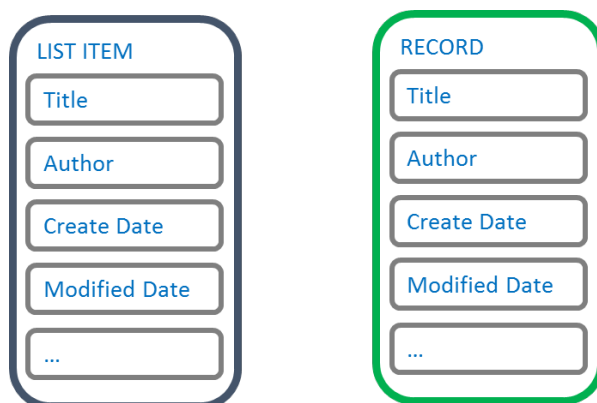 LIST ITEM
Title
Author
Create Date
Modified Date
...
RECORD
Title
Author
Create Date
Modified Date
...